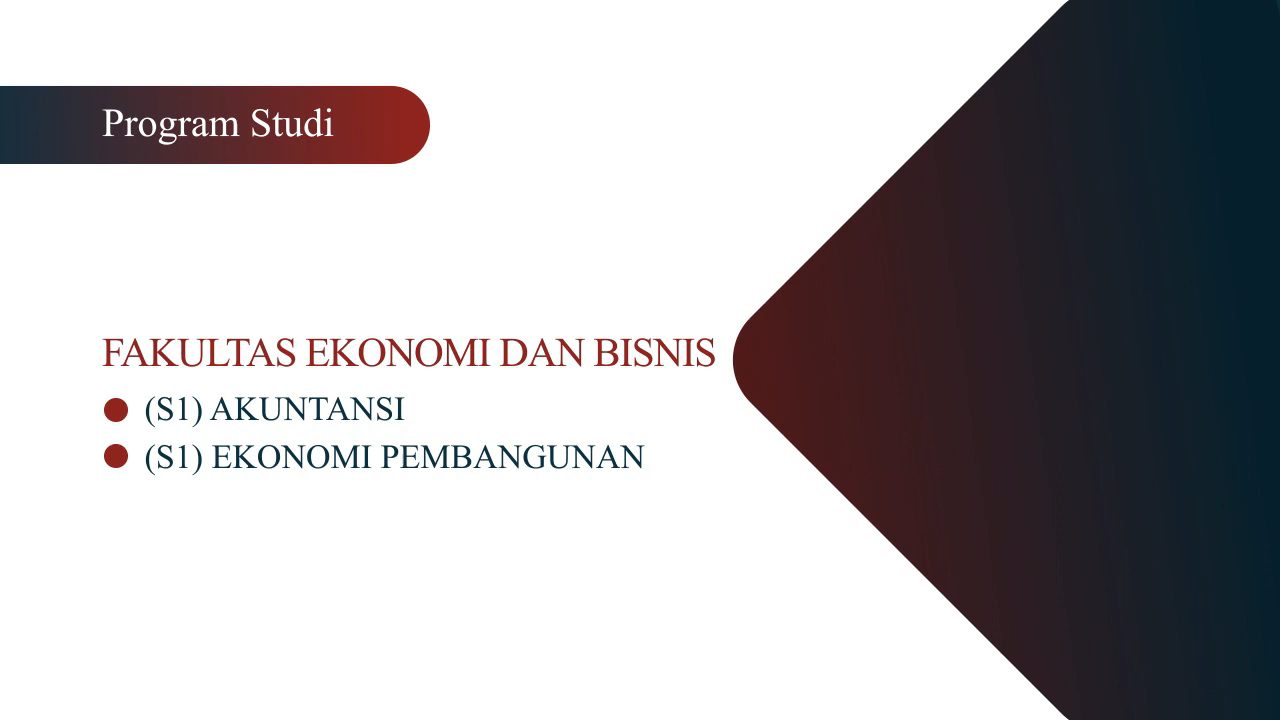 Program Studi
FAKULTAS EKONOMI DAN BISNIS
(S1) AKUNTANSI
(S1) EKONOMI PEMBANGUNAN